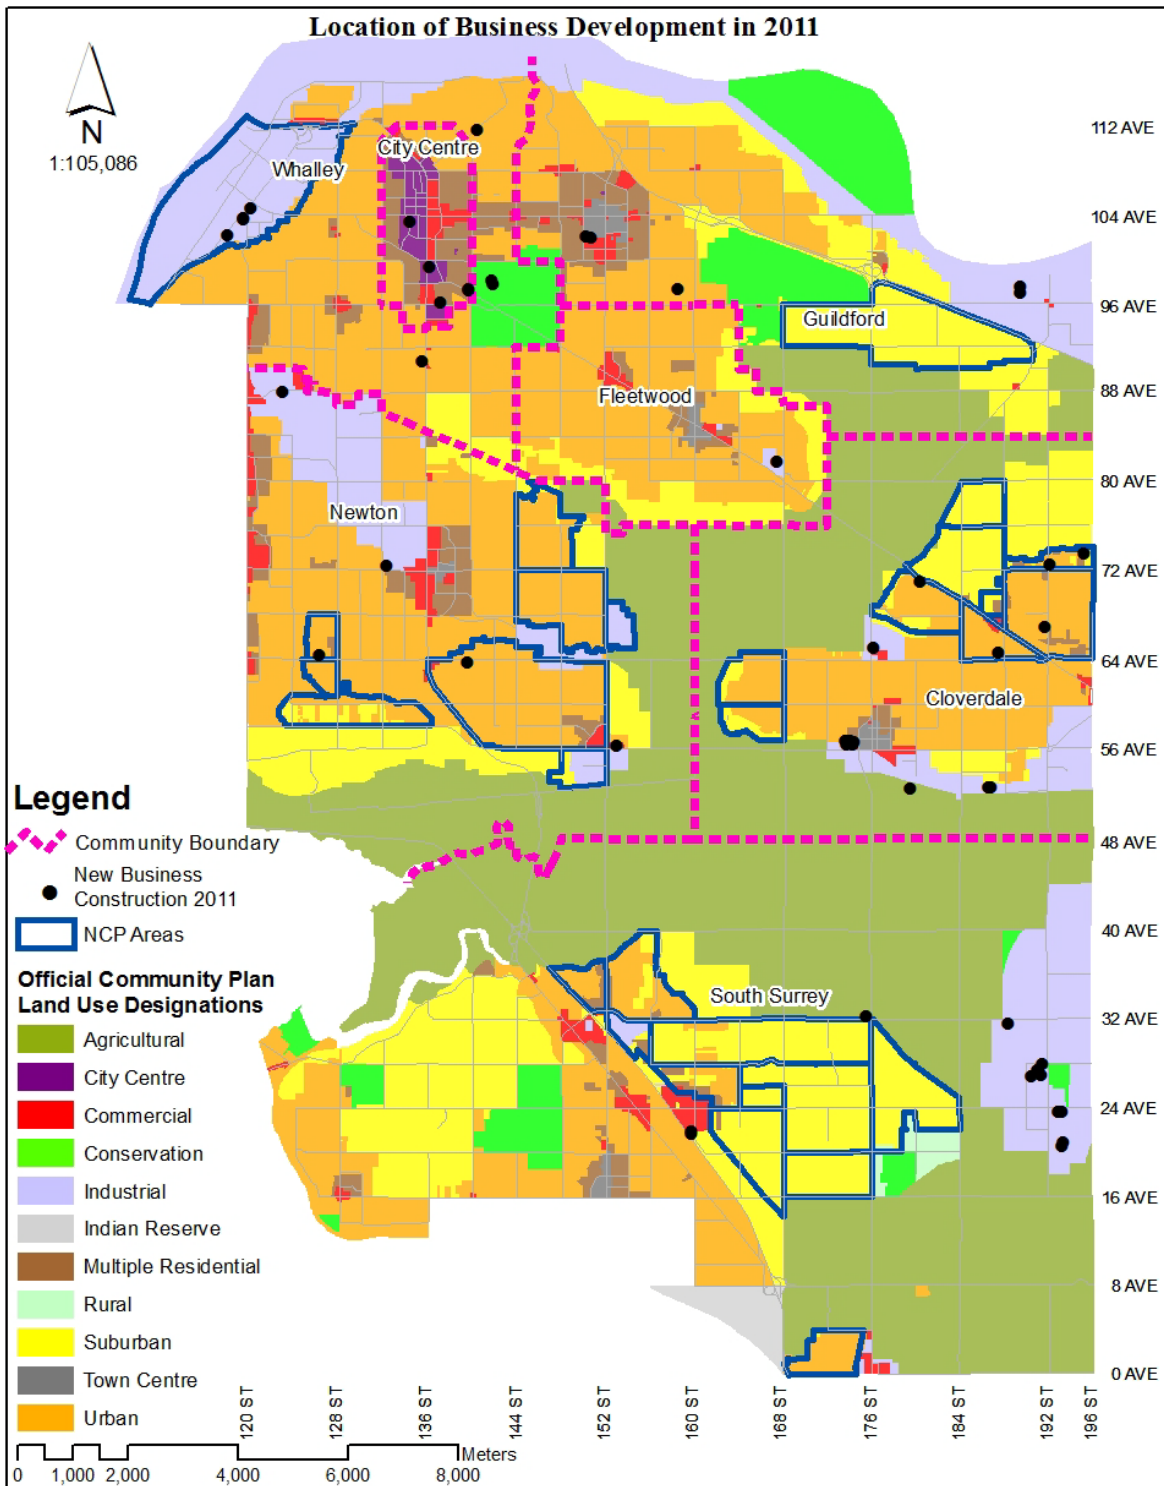 Location of Business Development in 2011
N
1:105,086
112 AVE
City Centre
Whalley
104 AVE
96 AVE
Guildford
88 AVE
Fleetwood
80 AVE
Newton
72 AVE
64 AVE
Cloverdale
56 AVE
Legend
Community Boundary
48 AVE
New Business
Construction 2011
NCP Areas
40 AVE
Official Community Plan
Land Use Designations
South Surrey
32 AVE
Agricultural
City Centre
Commercial
24 AVE
Conservation
Industrial
16 AVE
Indian Reserve
Multiple Residential
8 AVE
Rural
Suburban
Town Centre
0 AVE
Urban
120 ST
128 ST
136 ST
144 ST
152 ST
160 ST
168 ST
176 ST
184 ST
192 ST
196 ST
Meters
0 1,000 2,000 4,000 6,000 8,000